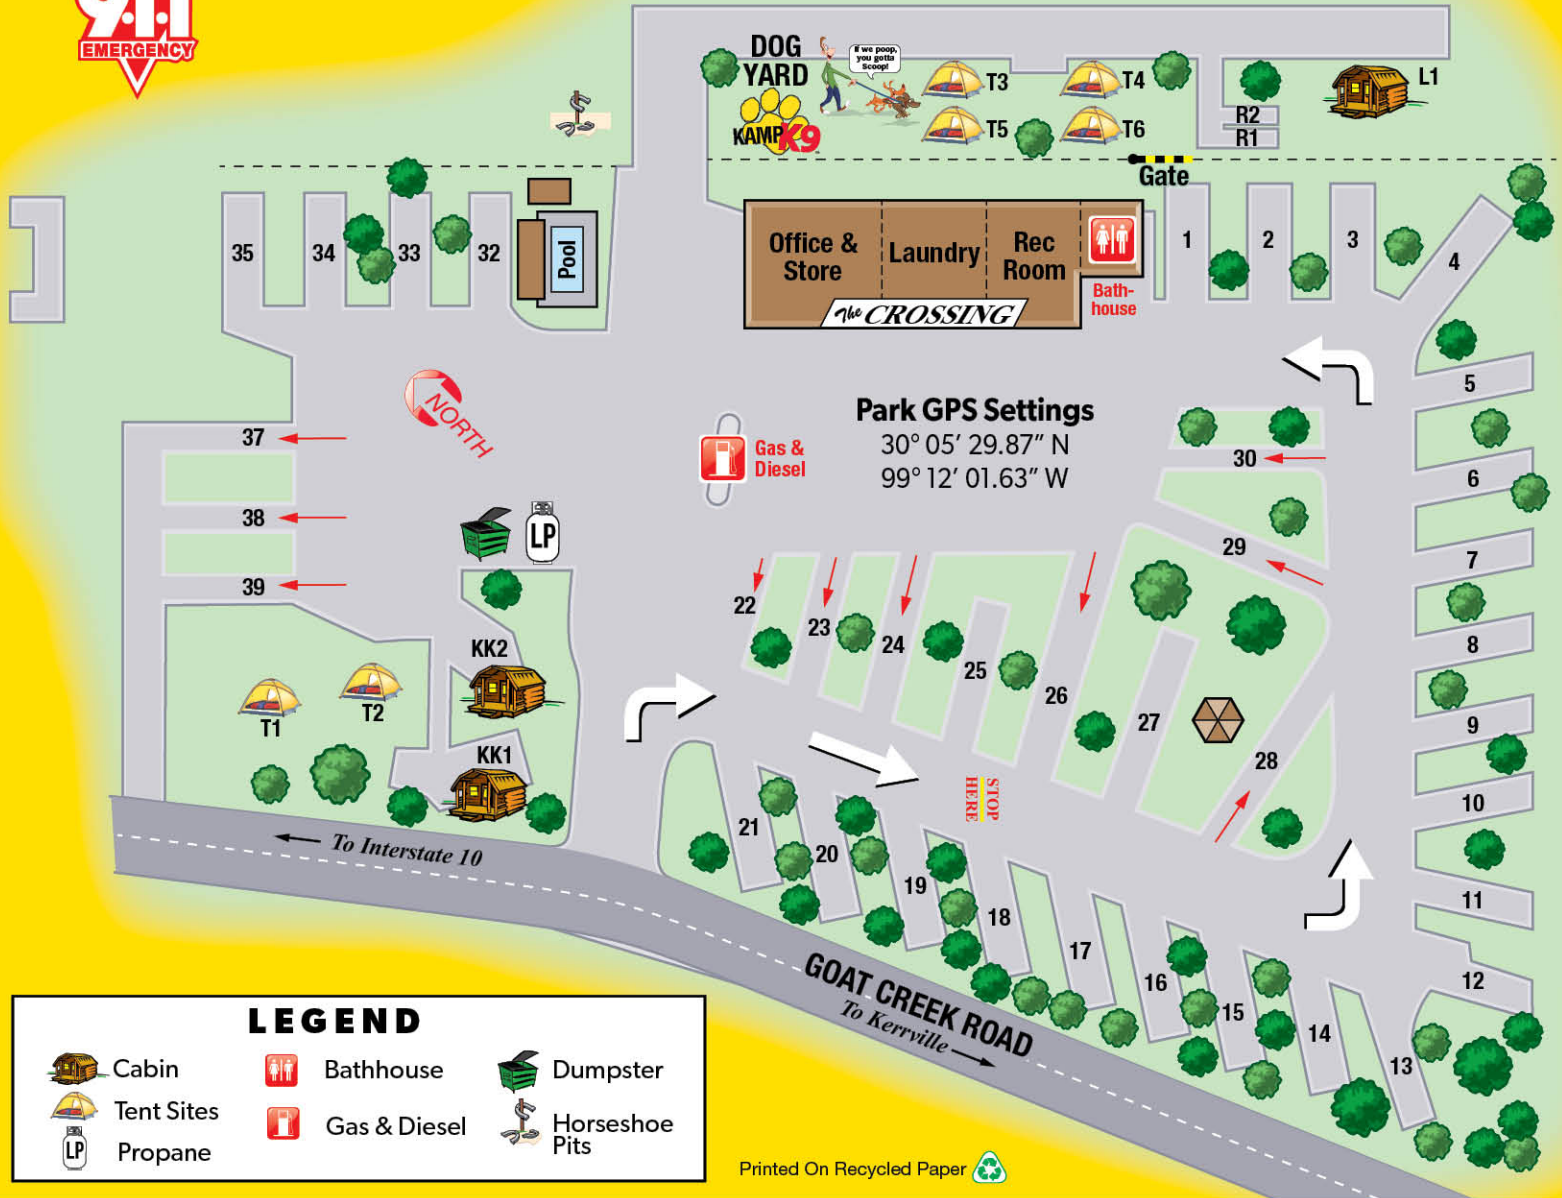 9.1.1
EMERGENCY
DOG
YARD
If we poop,
you gotta
Scoop!
KAMP K9
T3
T4
T5
T6
R2
R1
L1
Gate
35
34
33
32
Pool
Office &
Store
Laundry
Rec
Room
The CROSSING
Bath-
house
1
2
3
4
5
6
7
8
9
10
11
12
NORTH
Park GPS Settings
30° 05’ 29.87” N
99° 12’ 01.63” W
Gas &
Diesel
37
38
39
LP
30
29
22
23
24
25
26
27
28
KK2
KK1
T1
T2
STOP
HERE
21
20
19
18
17
16
15
14
13
To Interstate 10
GOAT CREEK ROAD
To Kerrville
LEGEND
Cabin
Tent Sites
LP
Propane
Bathhouse
Gas & Diesel
Dumpster
Horseshoe
Pits
Printed On Recycled Paper